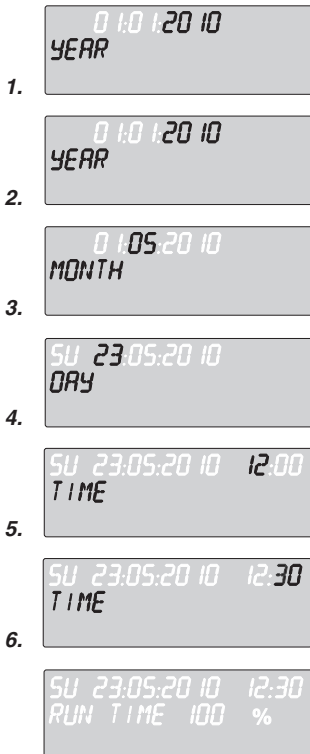 01:01:2010
YEAR
1.
01:01:2010
YEAR
2.
01:05:2010
MONTH
3.
SU 23:05:2010
DAY
4.
SU 23:05:2010 12:00
TIME
5.
SU 23:05:2010 12:30
TIME
6.
SU 23:05:2010 12:30
RUN TIME 100 %